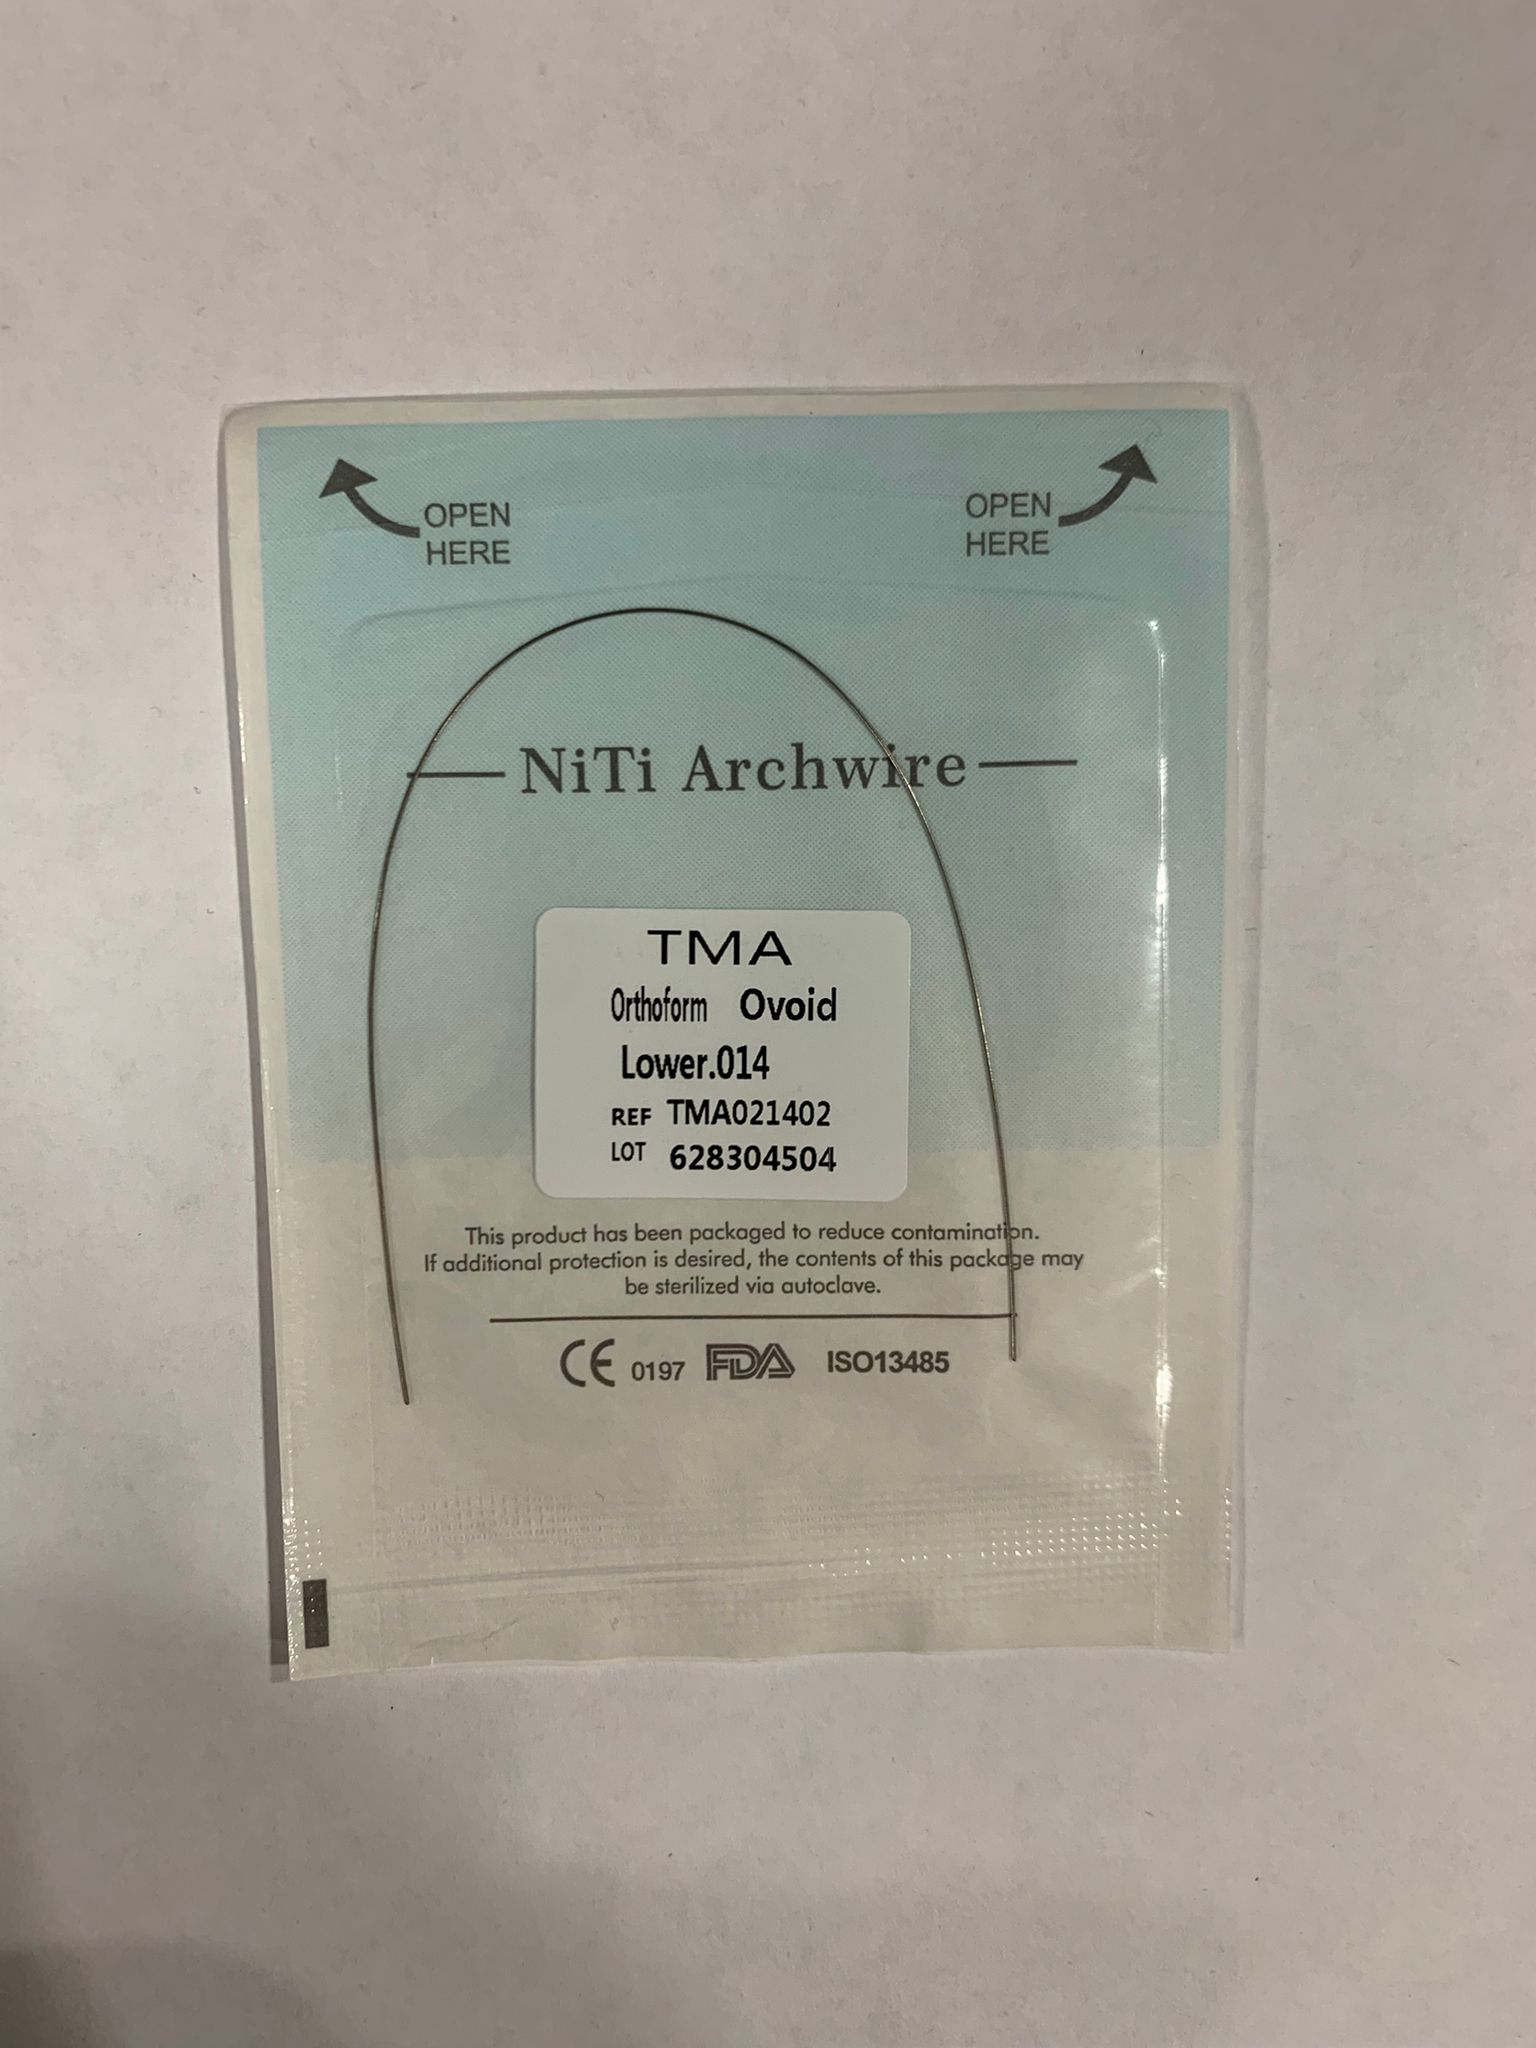 OPEN
HERE
OPEN
HERE
NiTi Archwire
TMA
Orthoform Ovoid
Lower.014
REF TMA021402
LOT 628304504
This product has been packaged to reduce contamination.
If additional protection is desired, the contents of this package may
be sterilized via autoclave.
CE 0197 FDA ISO13485